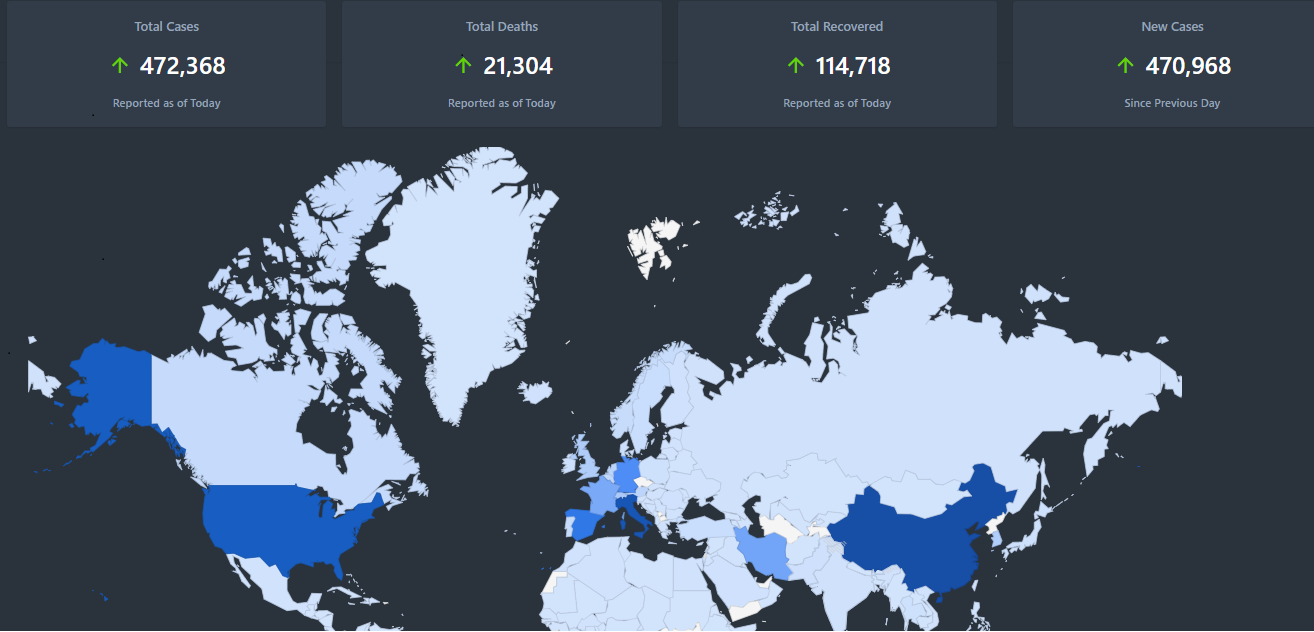 Total Cases
472,368
Reported as of Today
Total Deaths
21,304
Reported as of Today
Total Recovered
114,718
Reported as of Today
New Cases
470,968
Since Previous Day